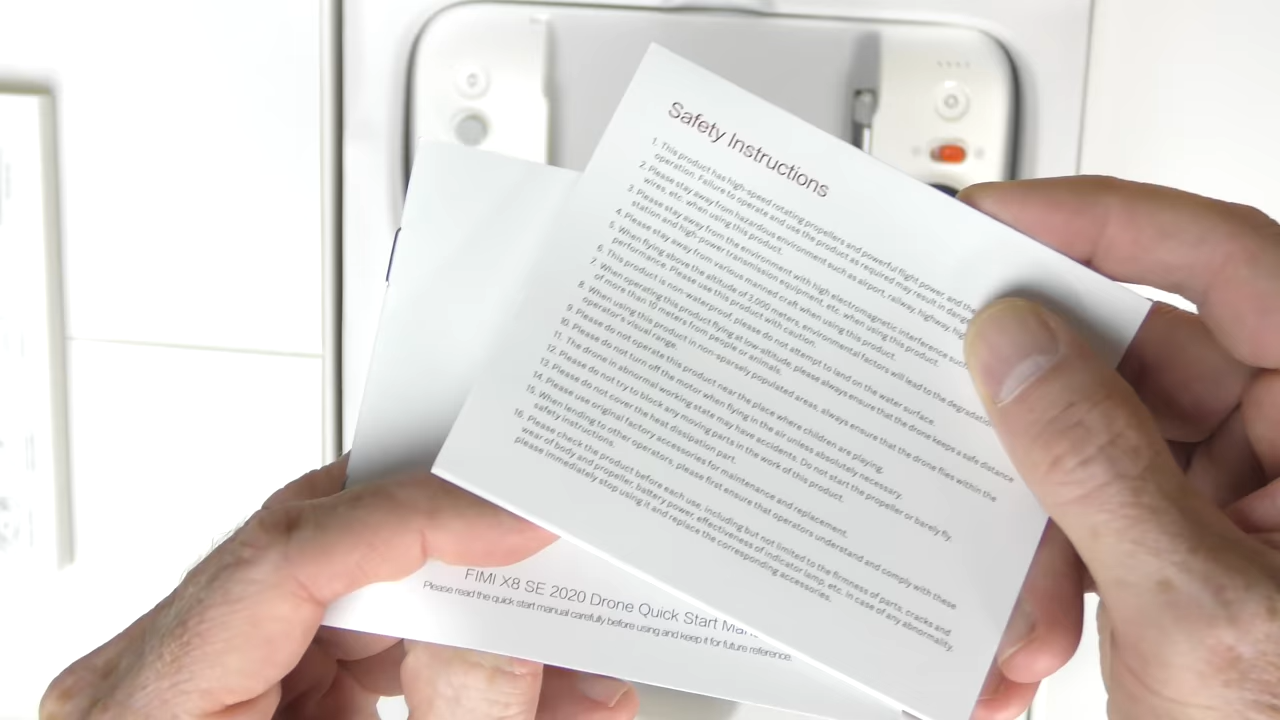 Safety Instructions
1. This product has high-speed rotating propellers and powerful flight power, and the
operation. Failure to operate and use the product as required may result in dange
2. Please stay away from hazardous environment such as airport, railway, highway, hig
wires, etc. when using this product.
3. Please stay away from the environment with high electromagnetic interference suc
station and high-power transmission equipment, etc. when using this product.
4. Please stay away from various manned craft when using this product.
5. When flying above the altitude of 3,000 meters, environmental factors will lead to the degradation
performance. Please use this product with caution.
6. This product is non-waterproof, please do not attempt to land on the water surface.
7. When operating this product flying at low-altitude, please always ensure that the drone keeps a safe distance
of more than 10 meters from people or animals.
8. When using this product in non-sparsely populated areas, always ensure that the drone flies within the
operator's visual range.
9. Please do not operate this product near the place where children are playing.
10. Please do not turn off the motor when flying in the air unless absolutely necessary.
11. The drone in abnormal working state may have accidents. Do not start the propeller or barely fly.
12. Please do not try to block any moving parts in the work of this product.
13. Please do not cover the heat dissipation part.
14. Please use original factory accessories for maintenance and replacement.
15. When lending to other operators, please first ensure that operators understand and comply with these
safety instructions.
16. Please check the product before each use, including but not limited to the firmness of parts, cracks and
wear of body and propeller, battery power, effectiveness of indicator lamp, etc. In case of any abnormality,
please immediately stop using it and replace the corresponding accessories.
FIMI X8 SE 2020 Drone Quick Start Man
Please read the quick start manual carefully before using and keep it for future reference.